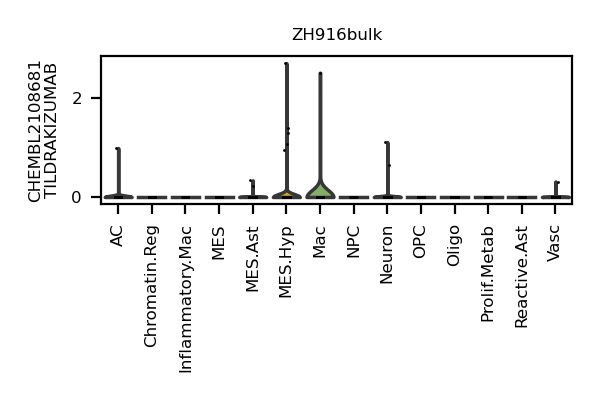 ZH916bulk
CHEMBL2108681
TILDRAKIZUMAB
2
0
AC
Chromatin.Reg
Inflammatory.Mac
MES
MES.Ast
MES.Hyp
Mac
NPC
Neuron
OPC
Oligo
Prolif.Metab
Reactive.Ast
Vasc